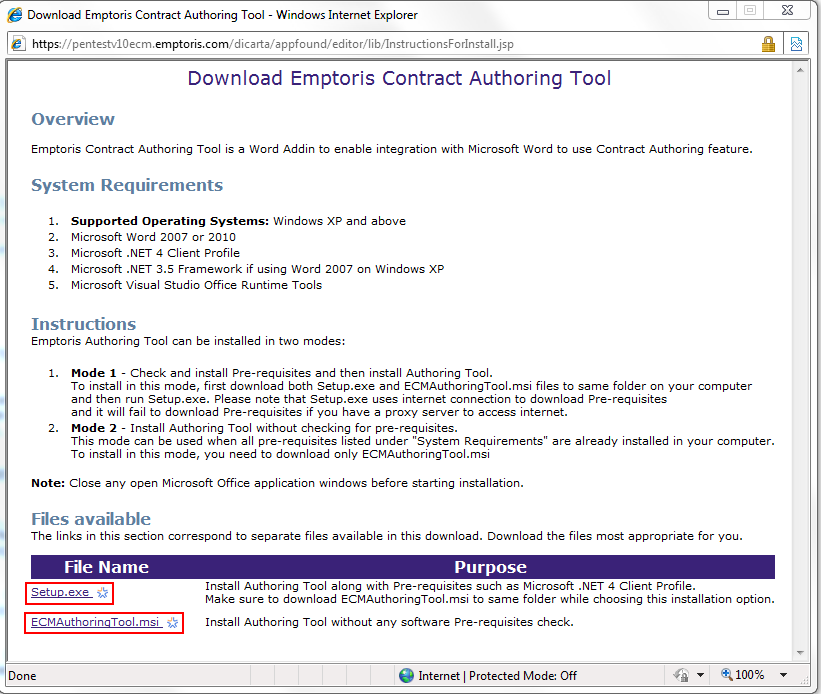 Download Emptoris Contract Authoring Tool - Windows Internet Explorer
https://pentestv10ecm.emptoris.com/dicarta/appfound/editor/lib/InstructionsForInstall.jsp
Download Emptoris Contract Authoring Tool
Overview
Emptoris Contract Authoring Tool is a Word Addin to enable integration with Microsoft Word to use Contract Authoring feature.
System Requirements
1. Supported Operating Systems: Windows XP and above
2. Microsoft Word 2007 or 2010
3. Microsoft .NET 4 Client Profile
4. Microsoft .NET 3.5 Framework if using Word 2007 on Windows XP
5. Microsoft Visual Studio Office Runtime Tools
Instructions
Emptoris Authoring Tool can be installed in two modes:
1. Mode 1 - Check and install Pre-requisites and then install Authoring Tool.
To install in this mode, first download both Setup.exe and ECMAuthoringTool.msi files to same folder on your computer
and then run Setup.exe. Please note that Setup.exe uses internet connection to download Pre-requisites
and it will fail to download Pre-requisites if you have a proxy server to access internet.
2. Mode 2 - Install Authoring Tool without checking for pre-requisites.
This mode can be used when all pre-requisites listed under "System Requirements" are already installed in your computer.
To install in this mode, you need to download only ECMAuthoringTool.msi
Note: Close any open Microsoft Office application windows before starting installation.
Files available
The links in this section correspond to separate files available in this download. Download the files most appropriate for you.
File Name Purpose
Setup.exe Install Authoring Tool along with Pre-requisites such as Microsoft .NET 4 Client Profile.
Make sure to download ECMAuthoringTool.msi to same folder while choosing this installation option.
ECMAuthoringTool.msi Install Authoring Tool without any software Pre-requisites check.
Done Internet | Protected Mode: Off 100%